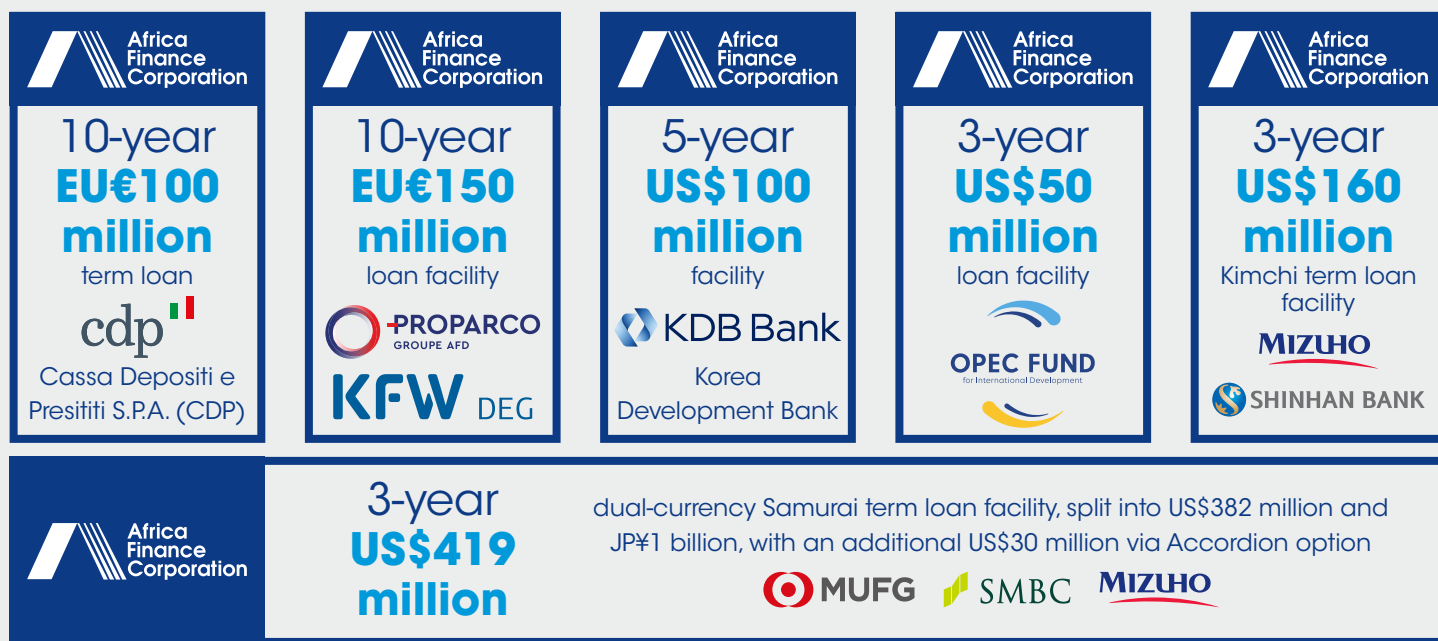 Africa
Finance
Corporation
10-year
EU€100
million
term loan
cdp
Cassa Depositi e
Presititi S.P.A. (CDP)
Africa
Finance
Corporation
10-year
EU€150
million
loan facility
PROPARCO
GROUPE AFD
KFW DEG
Africa
Finance
Corporation
5-year
US$100
million
facility
KDB Bank
Korea
Development Bank
Africa
Finance
Corporation
3-year
US$50
million
loan facility
OPEC FUND
for International Development
Africa
Finance
Corporation
3-year
US$160
million
Kimchi term loan
facility
MIZUHO
SHINHAN BANK
Africa
Finance
Corporation
3-year
US$419
million
dual-currency Samurai term loan facility, split into US$382 million and
JP¥1 billion, with an additional US$30 million via Accordion option
MUFG SMBC MIZUHO